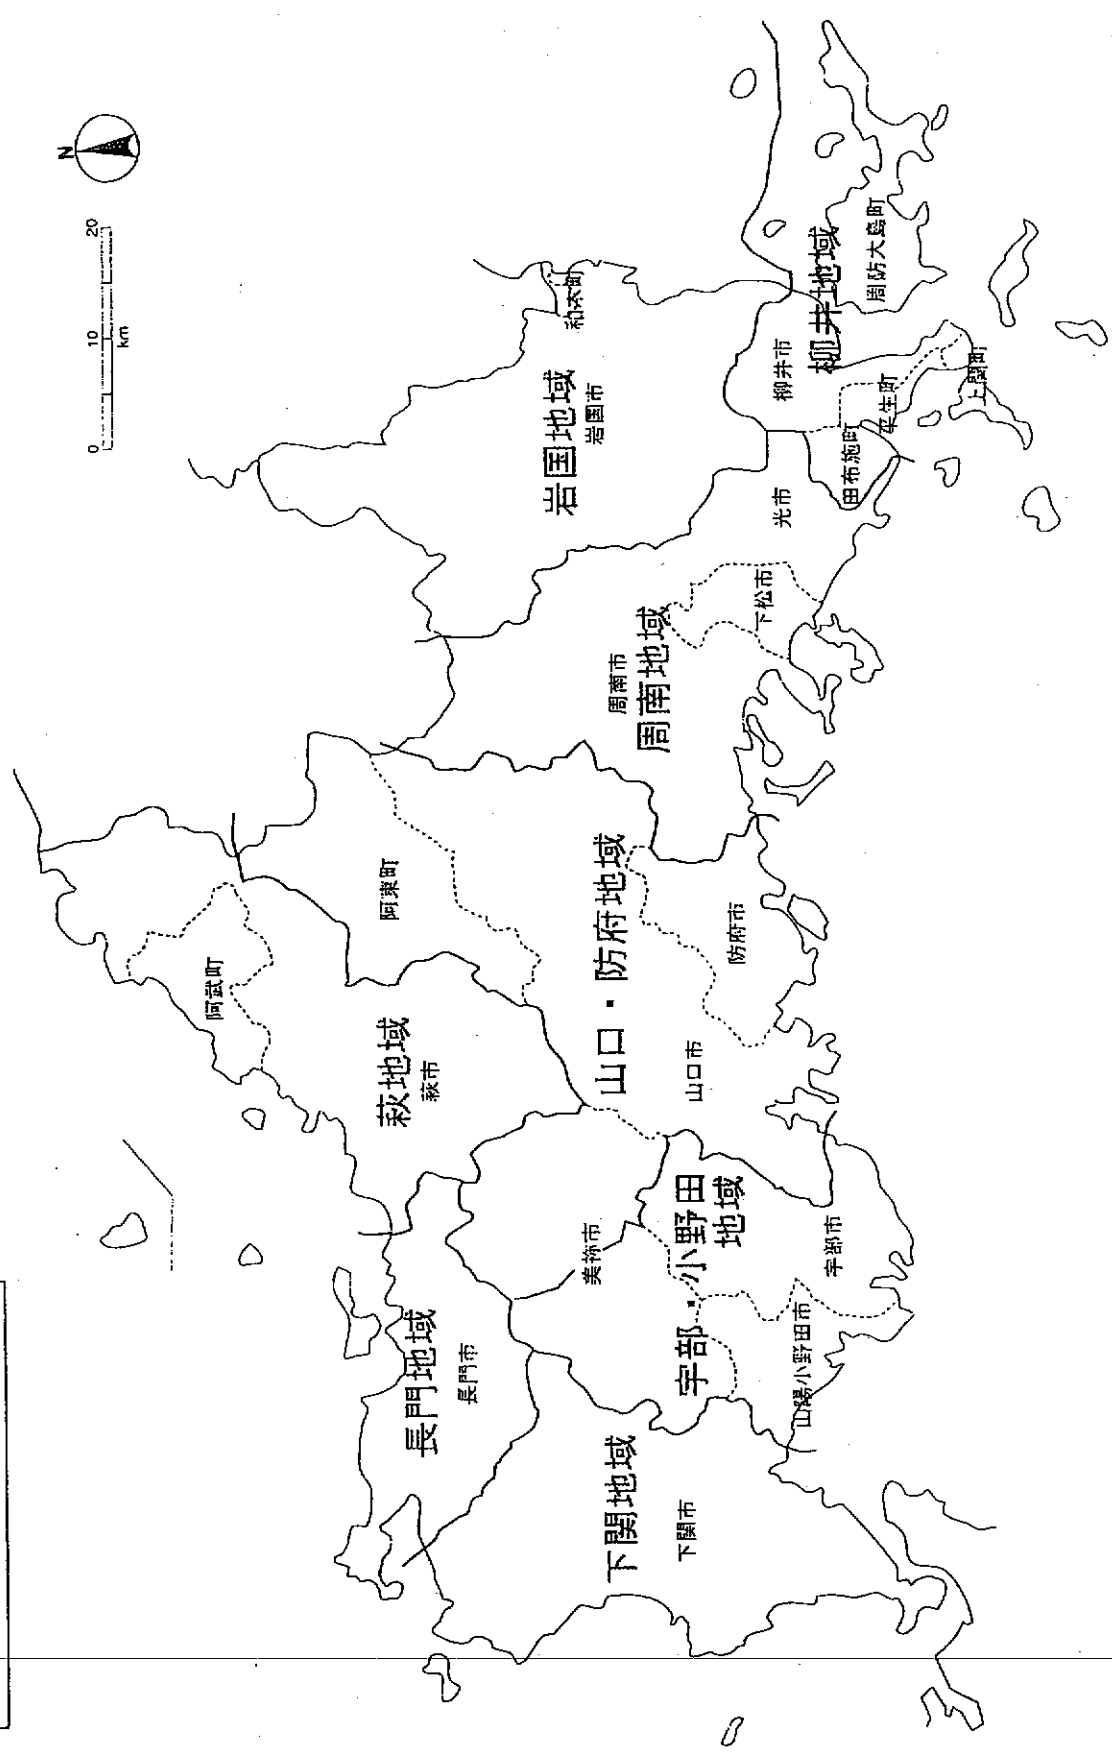 N
0 10 20
km
阿武町
萩地域
萩市
阿東町
長門地域
長門市
岩国地域
岩国市
和木町
周南市
周南地域
下松市
光市
山口・防府地域
山口市
防府市
美祢市
宇部・小野田
地域
宇部市
山陽小野田市
下関地域
下関市
柳井地域
柳井市
周防大島町
田布施町
平生町
上関町